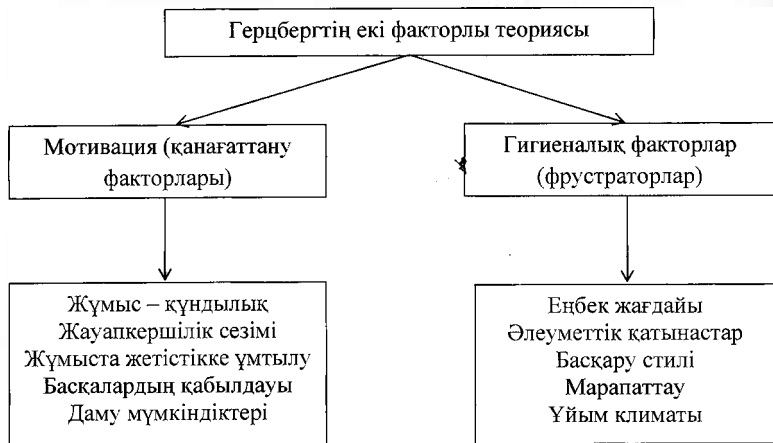 Герцбергтің екі факторлы теориясы
Мотивация (қанағаттану
факторлары)
Гигиеналық факторлар
(фрустраторлар)
Жұмыс – құндылық
Жауапкершілік сезімі
Жұмыста жетістікке ұмтылу
Басқалардың қабылдауы
Даму мүмкіндіктері
Еңбек жағдайы
Әлеуметтік қатынастар
Басқару стилі
Марапаттау
Ұйым климаты